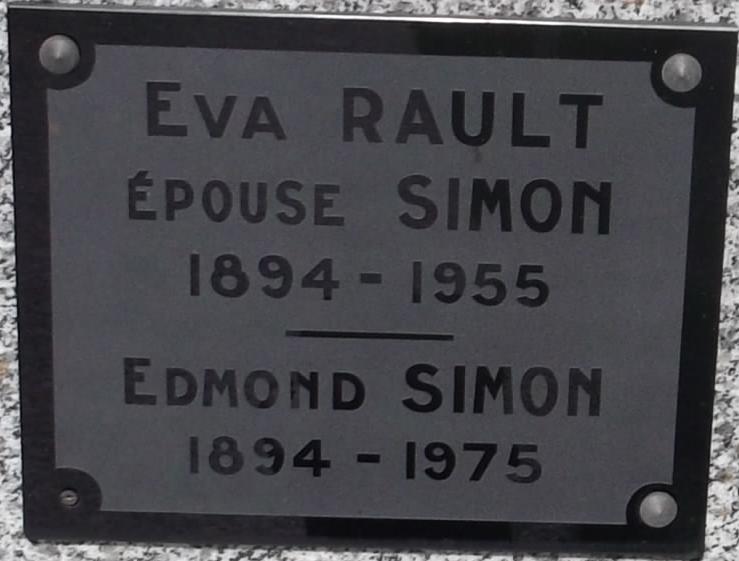 EVA RAULT
ÉPOUSE SIMON
1894 - 1955
EDMOND SIMON
1894 - 1975